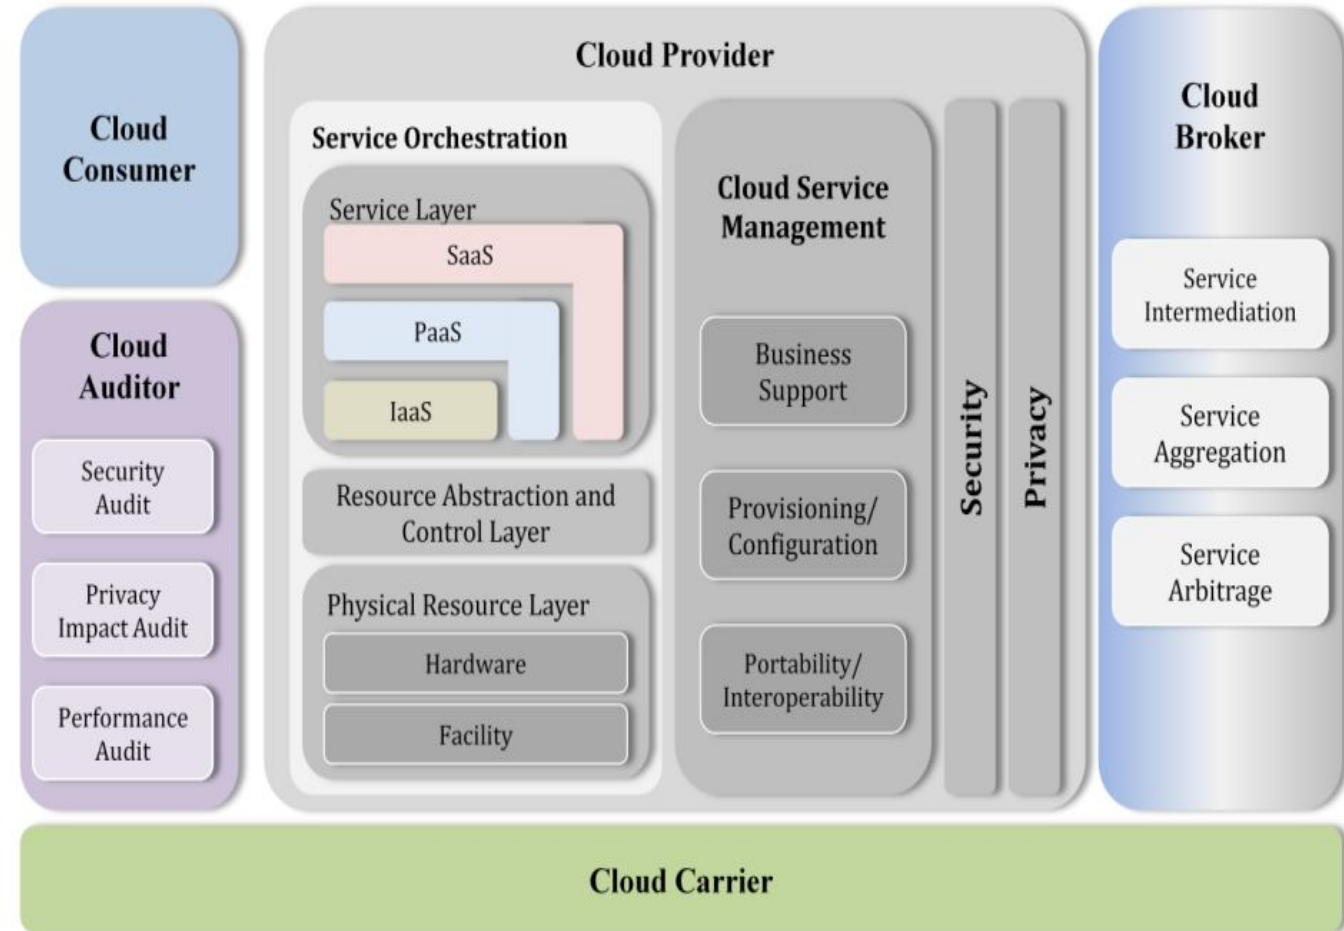 Cloud
Consumer
Cloud
Auditor
Security
Audit
Privacy
Impact Audit
Performance
Audit
Cloud Provider
Service Orchestration
Service Layer
SaaS
PaaS
IaaS
Resource Abstraction and
Control Layer
Physical Resource Layer
Hardware
Facility
Cloud Service
Management
Business
Support
Provisioning/
Configuration
Portability/
Interoperability
Security
Privacy
Cloud
Broker
Service
Intermediation
Service
Aggregation
Service
Arbitrage
Cloud Carrier